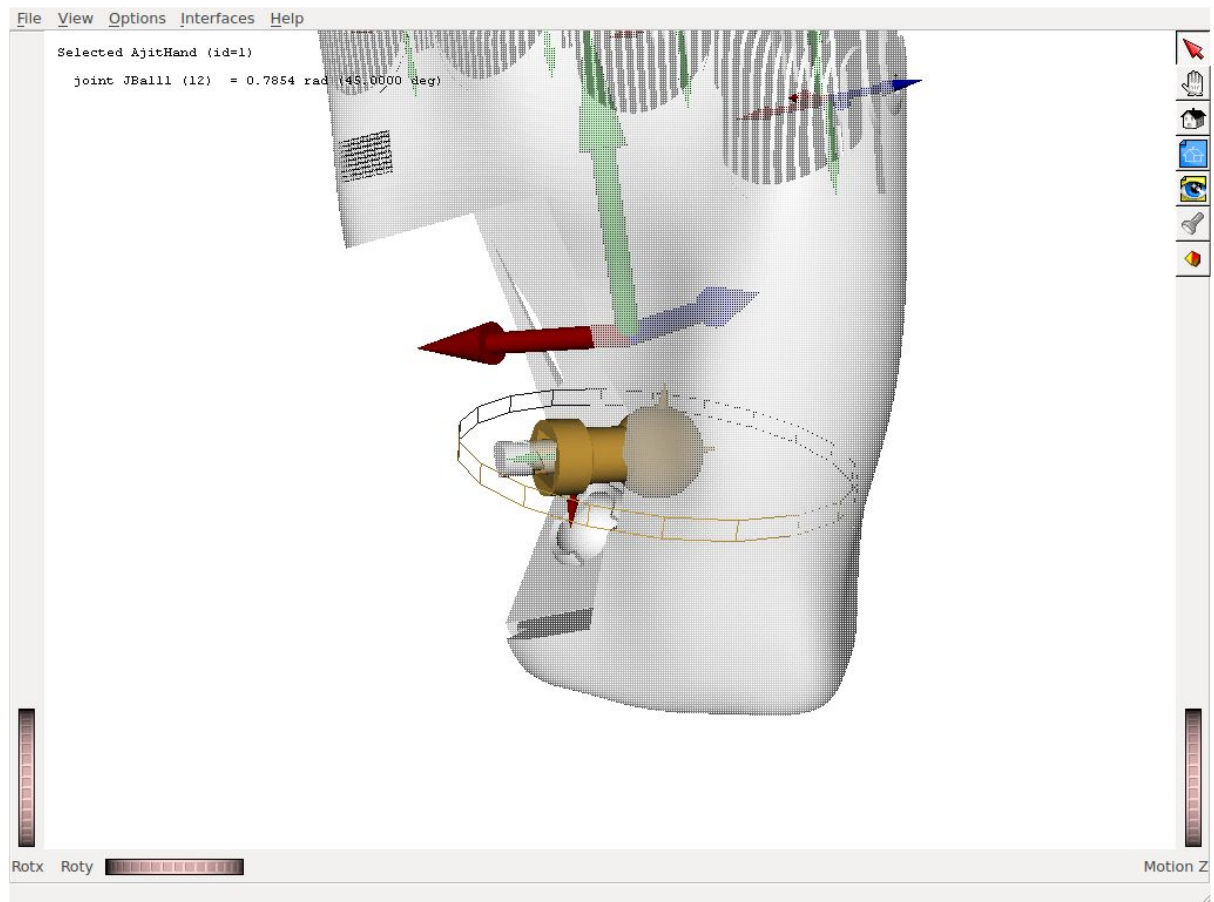 File View Options Interfaces Help
Selected AjitHand (id=1)
joint JBall1 (12) = 0.7854 rad (45.0000 deg)
Rotx Roty Motion Z